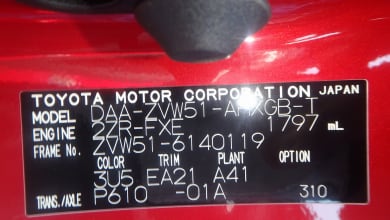 TOYOTA MOTOR CORPORATION JAPAN
MODEL DAA-ZVW51-AHXGB-T
ENGINE 2ZR-FXE 1797 mL
FRAME No. ZVW51-6140119
COLOR TRIM PLANT OPTION
3U5 EA21 A41
TRANS./AXLE P610 -01A 310